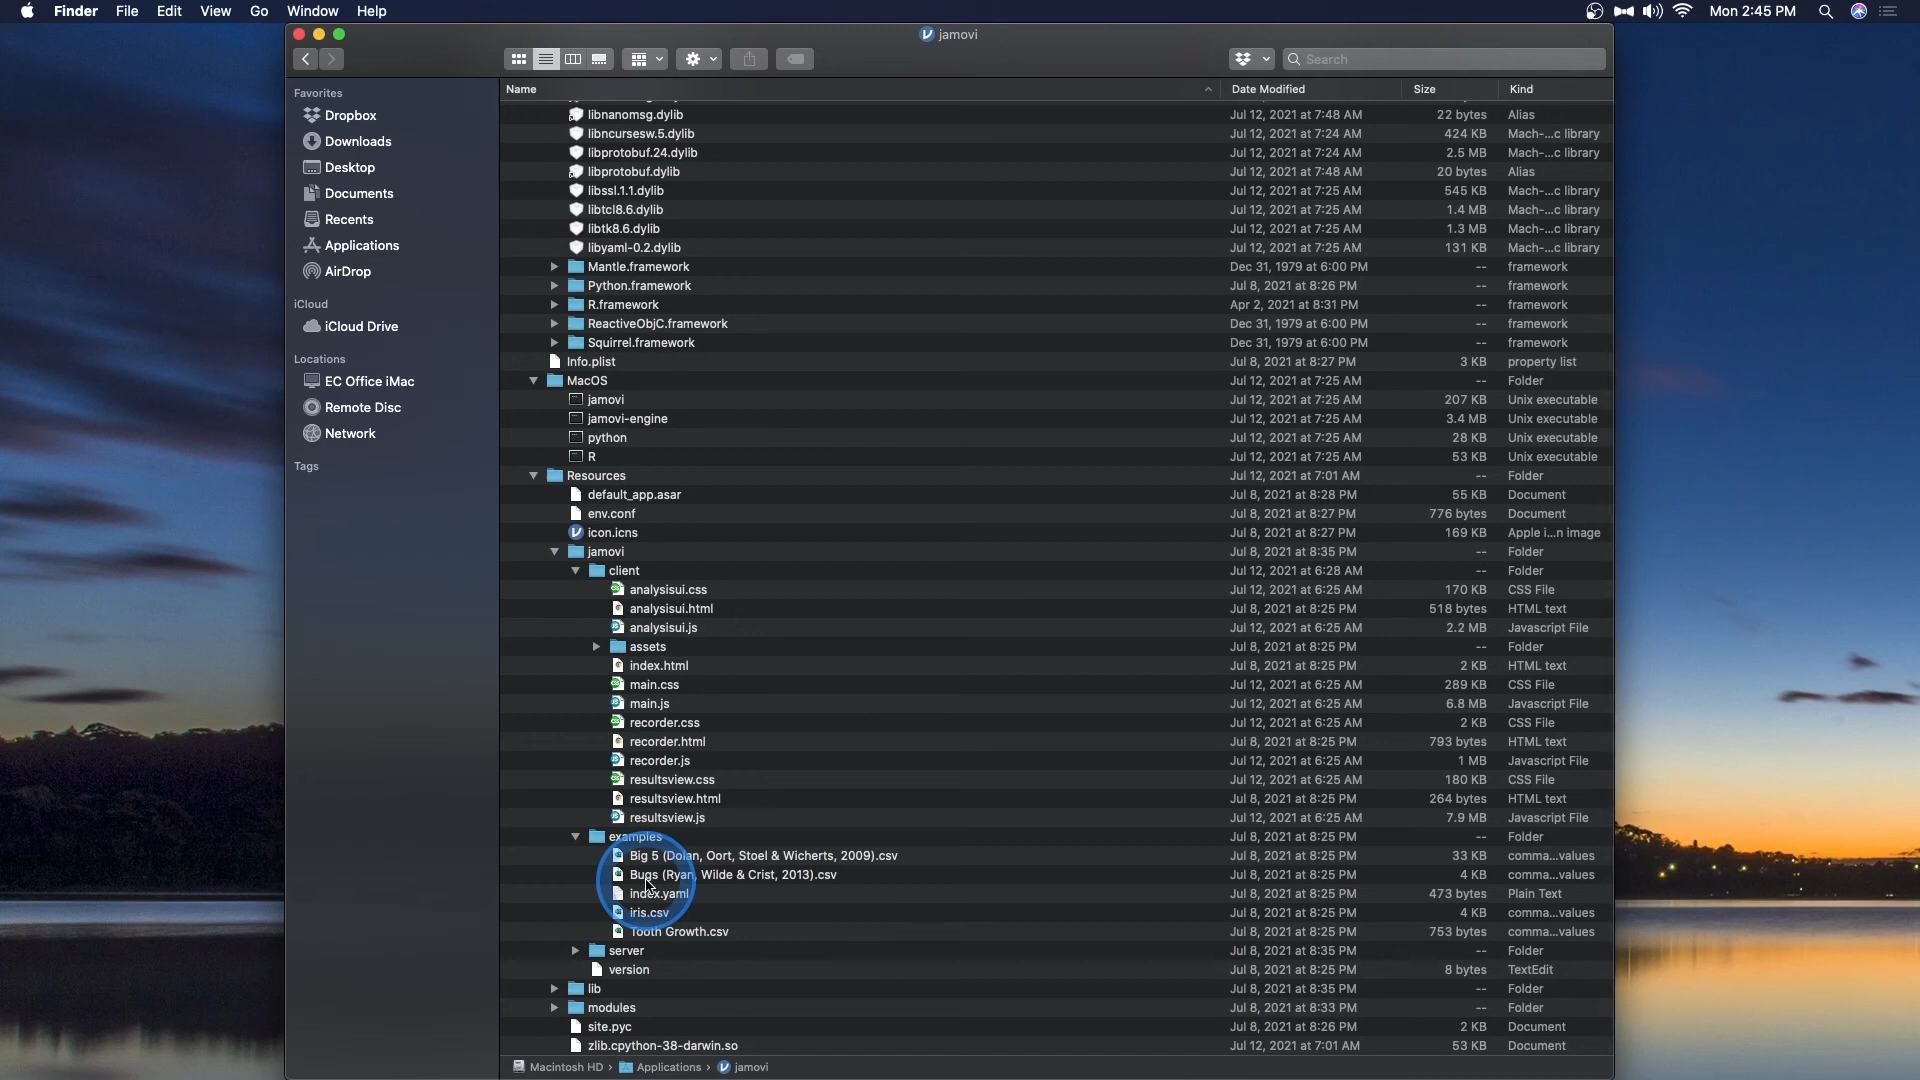 Finder File Edit View Go Window Help Mon 2:45 PM
jamovi
Search
Name Date Modified Size Kind
Favorites
Dropbox
Downloads
Desktop
Documents
Recents
Applications
AirDrop
iCloud
iCloud Drive
Locations
EC Office iMac
Remote Disc
Network
Tags
libnanomsg.dylib Jul 12, 2021 at 7:48 AM 22 bytes Alias
libncursesw.5.dylib Jul 12, 2021 at 7:24 AM 424 KB Mach-...c library
libprotobuf.24.dylib Jul 12, 2021 at 7:24 AM 2.5 MB Mach-...c library
libprotobuf.dylib Jul 12, 2021 at 7:48 AM 20 bytes Alias
libssl.1.1.dylib Jul 12, 2021 at 7:25 AM 545 KB Mach-...c library
libtcl8.6.dylib Jul 12, 2021 at 7:25 AM 1.4 MB Mach-...c library
libtk8.6.dylib Jul 12, 2021 at 7:25 AM 1.3 MB Mach-...c library
libyaml-0.2.dylib Jul 12, 2021 at 7:25 AM 131 KB Mach-...c library
Mantle.framework Dec 31, 1979 at 6:00 PM -- framework
Python.framework Jul 8, 2021 at 8:26 PM -- framework
R.framework Apr 2, 2021 at 8:31 PM -- framework
ReactiveObjC.framework Dec 31, 1979 at 6:00 PM -- framework
Squirrel.framework Dec 31, 1979 at 6:00 PM -- framework
Info.plist Jul 8, 2021 at 8:27 PM 3 KB property list
MacOS Jul 12, 2021 at 7:25 AM -- Folder
jamovi Jul 12, 2021 at 7:25 AM 207 KB Unix executable
jamovi-engine Jul 12, 2021 at 7:25 AM 3.4 MB Unix executable
python Jul 12, 2021 at 7:25 AM 28 KB Unix executable
R Jul 12, 2021 at 7:25 AM 53 KB Unix executable
Resources Jul 12, 2021 at 7:01 AM -- Folder
default_app.asar Jul 8, 2021 at 8:28 PM 55 KB Document
env.conf Jul 8, 2021 at 8:27 PM 776 bytes Document
icon.icns Jul 8, 2021 at 8:27 PM 169 KB Apple i...n image
jamovi Jul 8, 2021 at 8:35 PM -- Folder
client Jul 12, 2021 at 6:28 AM -- Folder
analysisui.css Jul 12, 2021 at 6:25 AM 170 KB CSS File
analysisui.html Jul 8, 2021 at 8:25 PM 518 bytes HTML text
analysisui.js Jul 12, 2021 at 6:25 AM 2.2 MB Javascript File
assets Jul 8, 2021 at 8:25 PM -- Folder
index.html Jul 8, 2021 at 8:25 PM 2 KB HTML text
main.css Jul 12, 2021 at 6:25 AM 289 KB CSS File
main.js Jul 12, 2021 at 6:25 AM 6.8 MB Javascript File
recorder.css Jul 12, 2021 at 6:25 AM 2 KB CSS File
recorder.html Jul 8, 2021 at 8:25 PM 793 bytes HTML text
recorder.js Jul 12, 2021 at 6:25 AM 1 MB Javascript File
resultsview.css Jul 12, 2021 at 6:25 AM 180 KB CSS File
resultsview.html Jul 8, 2021 at 8:25 PM 264 bytes HTML text
resultsview.js Jul 12, 2021 at 6:25 AM 7.9 MB Javascript File
examples Jul 8, 2021 at 8:25 PM -- Folder
Big 5 (Dolan, Oort, Stoel & Wicherts, 2009).csv Jul 8, 2021 at 8:25 PM 33 KB comma...values
Bugs (Ryan, Wilde & Crist, 2013).csv Jul 8, 2021 at 8:25 PM 4 KB comma...values
index.yaml Jul 8, 2021 at 8:25 PM 473 bytes Plain Text
iris.csv Jul 8, 2021 at 8:25 PM 4 KB comma...values
Tooth Growth.csv Jul 8, 2021 at 8:25 PM 753 bytes comma...values
server Jul 8, 2021 at 8:35 PM -- Folder
version Jul 8, 2021 at 8:25 PM 8 bytes TextEdit
lib Jul 8, 2021 at 8:35 PM -- Folder
modules Jul 8, 2021 at 8:33 PM -- Folder
site.pyc Jul 8, 2021 at 8:26 PM 2 KB Document
zlib.cpython-38-darwin.so Jul 12, 2021 at 7:01 AM 53 KB Document
Macintosh HD › Applications › jamovi